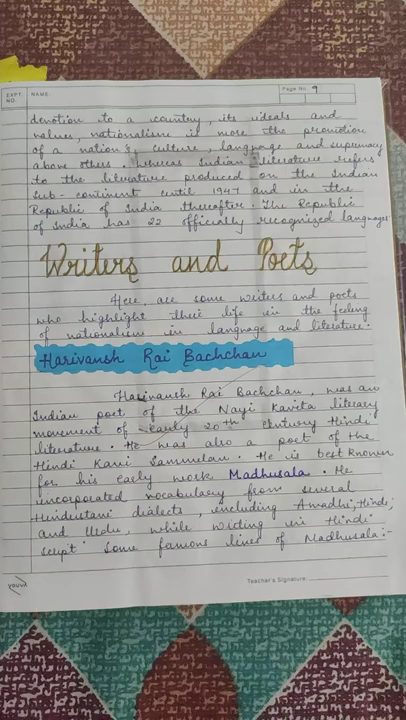 EXPT. NO.
NAME:
Page No. 9
devotion to a country, its ideals and
values, nationalism is more the promotion
of a nation's culture, language and supremacy
above others. Whereas Indian literature refers
to the literature produced on the Indian
Sub-continent until 1947 and in the
Republic of India thereafter. The Republic
of India has 22 officially recognized languages
Writers and Poets
Here are some writers and poets
who highlight their life in the feeling
of nationalism in language and literature.
Harivansh Rai Bachchan
Harivansh Rai Bachchan, was an
Indian poet of the Nayi Kavita literary
movement of early 20th century Hindi
literature. He was also a poet of the
Hindi Kavi Sammelan. He is best known
for his early work Madhusala. He
incorporated vocabulary from several
Hindustani dialects, including Awadhi, Hindi,
and Urdu, while writing in Hindi
script some famous lines of Madhusala:-
youva
Teacher's Signature